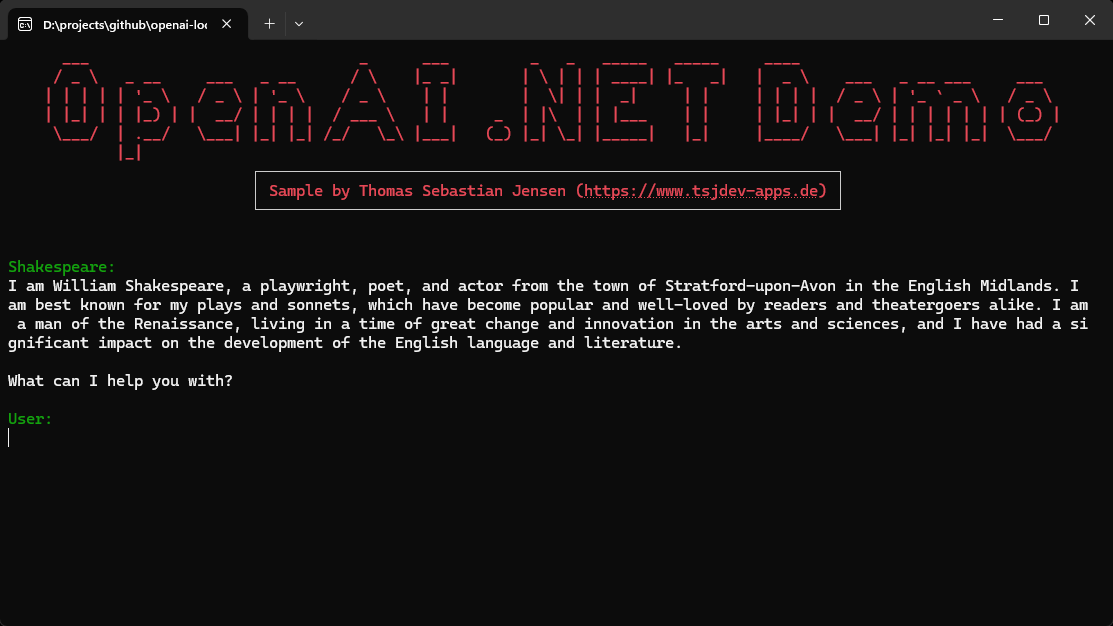 D:\projects\github\openai-loc
OpenAI .NET Demo
Sample by Thomas Sebastian Jensen (https://www.tsjdev-apps.de)
Shakespeare:
I am William Shakespeare, a playwright, poet, and actor from the town of Stratford-upon-Avon in the English Midlands. I
am best known for my plays and sonnets, which have become popular and well-loved by readers and theatergoers alike. I am
 a man of the Renaissance, living in a time of great change and innovation in the arts and sciences, and I have had a si
gnificant impact on the development of the English language and literature.
What can I help you with?
User: